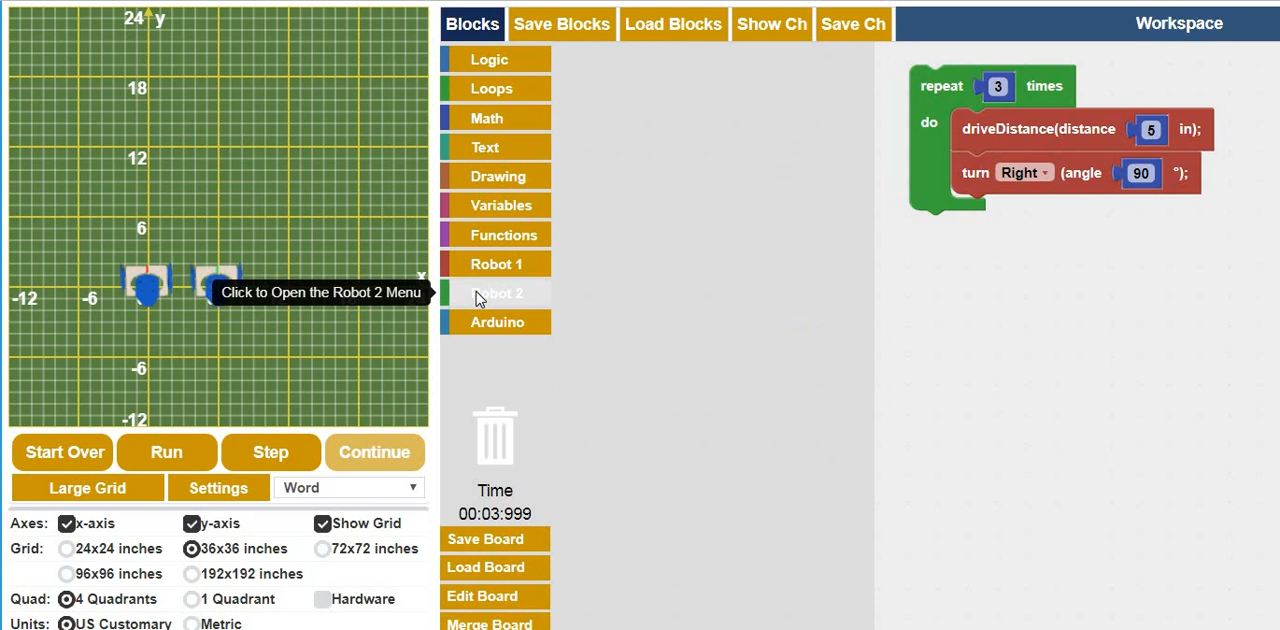 24 y
18
12
6
x
-12 -6
-6
-12
Click to Open the Robot 2 Menu
Start Over Run Step Continue
Large Grid Settings Word
Axes: x-axis y-axis Show Grid
Grid: 24x24 inches 36x36 inches 72x72 inches
96x96 inches 192x192 inches
Quad: 4 Quadrants 1 Quadrant Hardware
Units: US Customary Metric
Blocks Save Blocks Load Blocks Show Ch Save Ch Workspace
Logic
Loops
Math
Text
Drawing
Variables
Functions
Robot 1
Robot 2
Arduino
Time
00:03:999
Save Board
Load Board
Edit Board
Merge Board
repeat 3 times
do driveDistance(distance 5 in);
turn Right (angle 90 °);